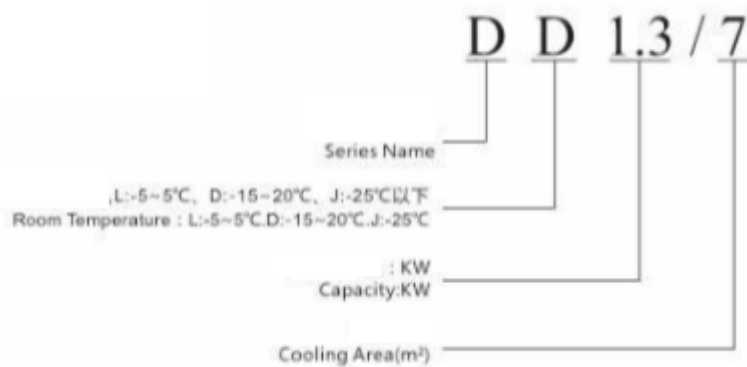 D D 1.3 / 7
Series Name
,L:-5~5℃、D:-15~20℃、J:-25℃以下
Room Temperature : L:-5~5℃.D:-15~20℃.J:-25℃
: KW
Capacity:KW
Cooling Area(m²)